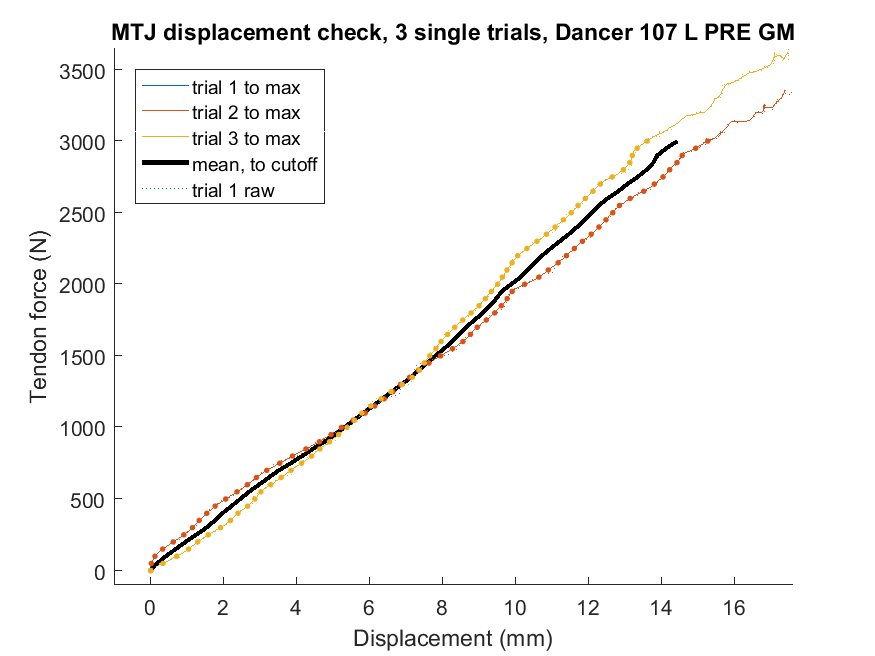 MTJ displacement check, 3 single trials, Dancer 107 L PRE GM
3500
3000
2500
2000
1500
1000
500
0
Tendon force (N)
trial 1 to max
trial 2 to max
trial 3 to max
mean, to cutoff
trial 1 raw
0 2 4 6 8 10 12 14 16
Displacement (mm)